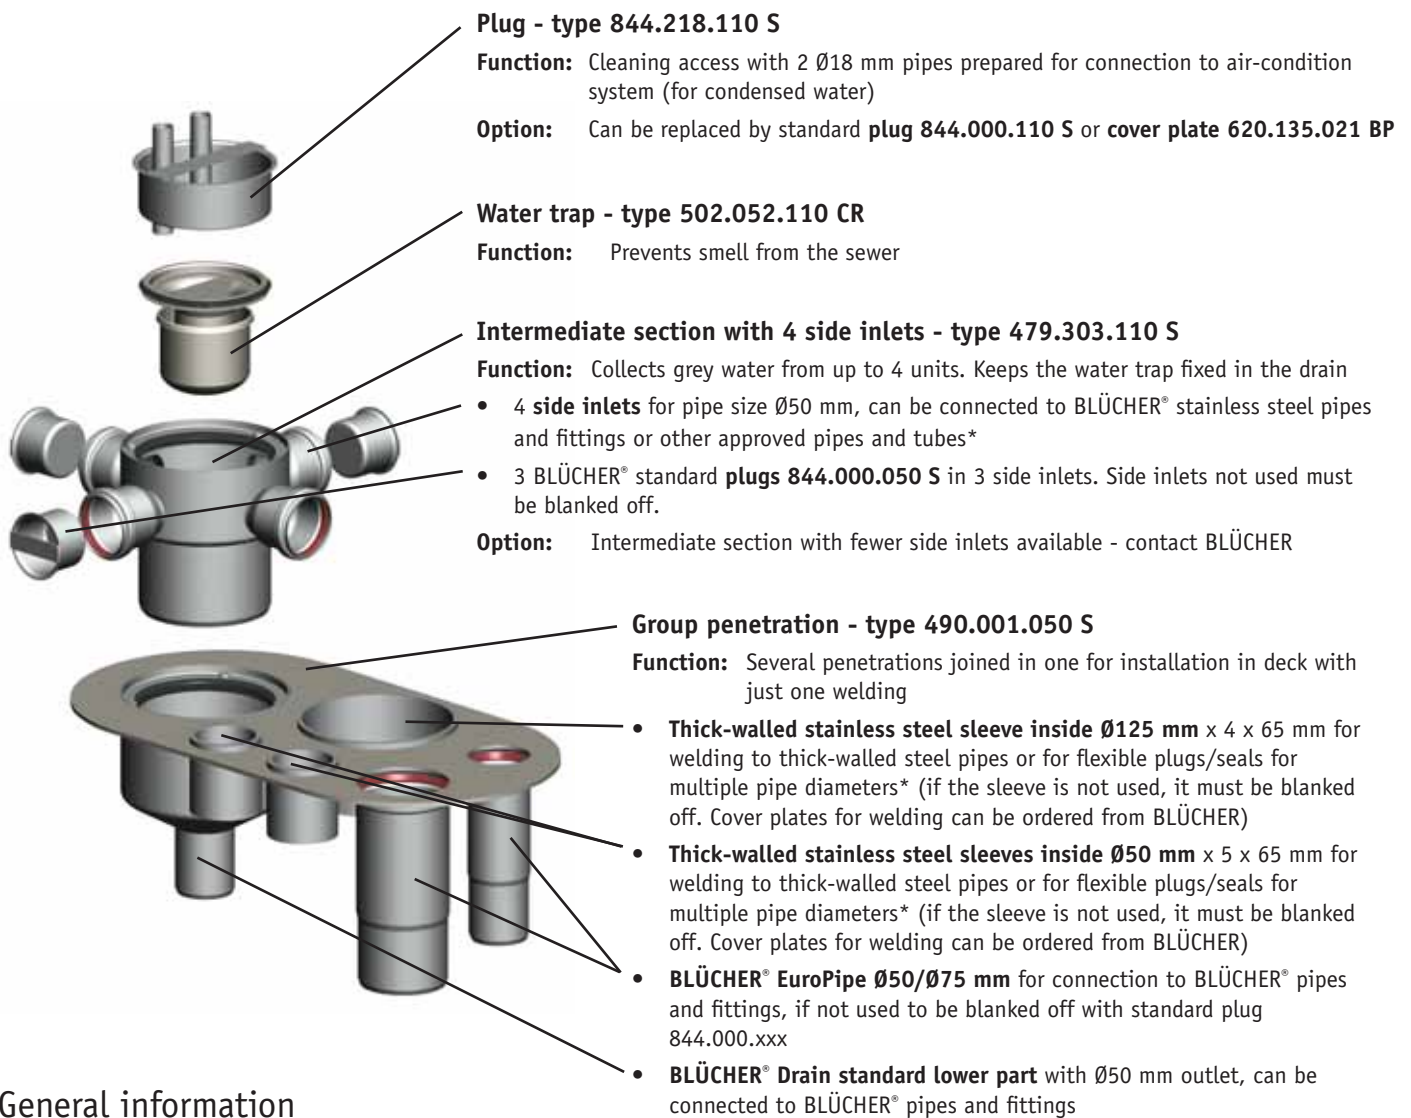 Plug - type 844.218.110 S
Function: Cleaning access with 2 Ø18 mm pipes prepared for connection to air-condition
system (for condensed water)
Option: Can be replaced by standard plug 844.000.110 S or cover plate 620.135.021 BP
Water trap - type 502.052.110 CR
Function: Prevents smell from the sewer
Intermediate section with 4 side inlets - type 479.303.110 S
Function: Collects grey water from up to 4 units. Keeps the water trap fixed in the drain
• 4 side inlets for pipe size Ø50 mm, can be connected to BLÜCHER® stainless steel pipes
and fittings or other approved pipes and tubes*
• 3 BLÜCHER® standard plugs 844.000.050 S in 3 side inlets. Side inlets not used must
be blanked off.
Option: Intermediate section with fewer side inlets available - contact BLÜCHER
Group penetration - type 490.001.050 S
Function: Several penetrations joined in one for installation in deck with
just one welding
• Thick-walled stainless steel sleeve inside Ø125 mm x 4 x 65 mm for
welding to thick-walled steel pipes or for flexible plugs/seals for
multiple pipe diameters* (if the sleeve is not used, it must be blanked
off. Cover plates for welding can be ordered from BLÜCHER)
• Thick-walled stainless steel sleeves inside Ø50 mm x 5 x 65 mm for
welding to thick-walled steel pipes or for flexible plugs/seals for
multiple pipe diameters* (if the sleeve is not used, it must be blanked
off. Cover plates for welding can be ordered from BLÜCHER)
• BLÜCHER® EuroPipe Ø50/Ø75 mm for connection to BLÜCHER® pipes
and fittings, if not used to be blanked off with standard plug
844.000.xxx
• BLÜCHER® Drain standard lower part with Ø50 mm outlet, can be
connected to BLÜCHER® pipes and fittings
General information